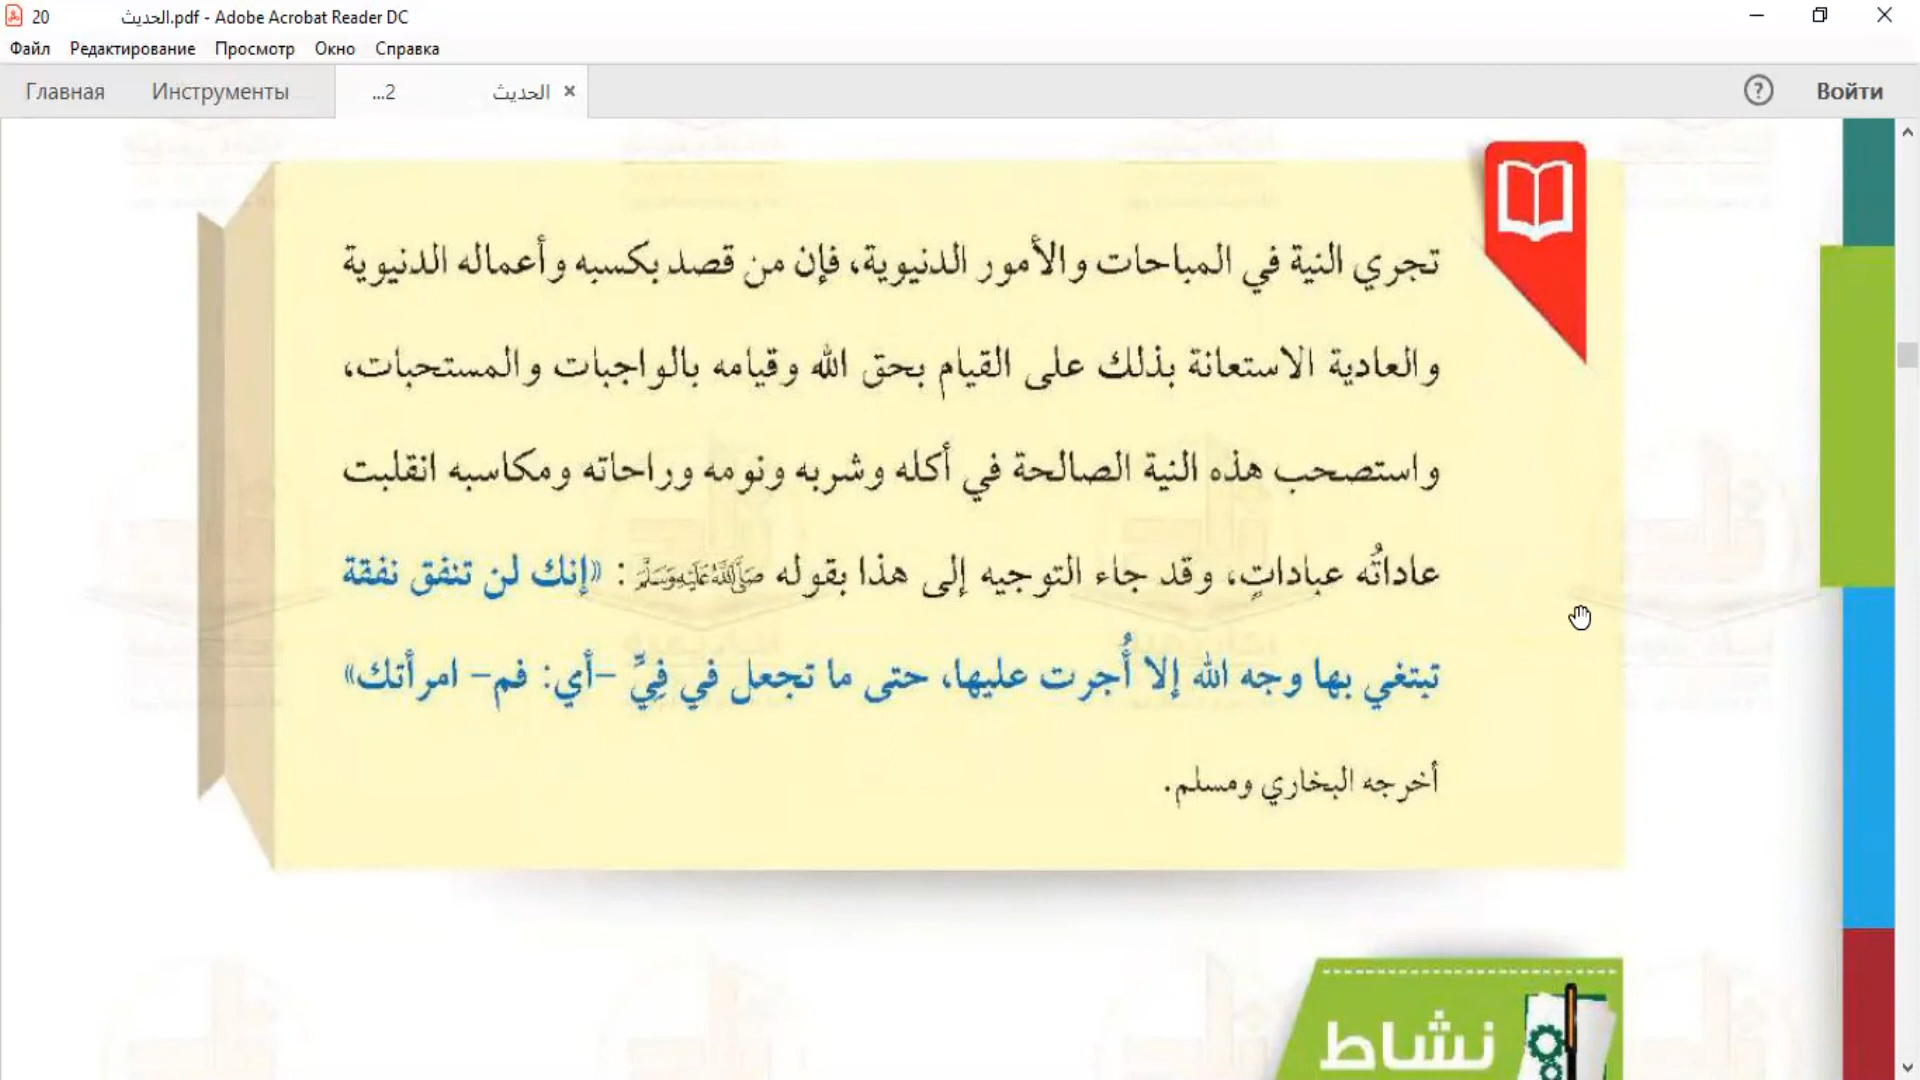 20 الحديث.pdf - Adobe Acrobat Reader DC
Файл Редактирование Просмотр Окно Справка
Главная Инструменты الحديث 2... Войти
تجري النية في المباحات والأمور الدنيوية، فإن من قصد بكسبه وأعماله الدنيوية
والعادية الاستعانة بذلك على القيام بحق الله وقيامه بالواجبات والمستحبات،
واستصحب هذه النية الصالحة في أكله وشربه ونومه وراحاته ومكاسبه انقلبت
عاداتُه عباداتٍ، وقد جاء التوجيه إلى هذا بقوله ﷺ: «إنك لن تنفق نفقة
تبتغي بها وجه الله إلا أُجرت عليها، حتى ما تجعل في فِيِّ -أي: فم- امرأتك»
أخرجه البخاري ومسلم.
نشاط